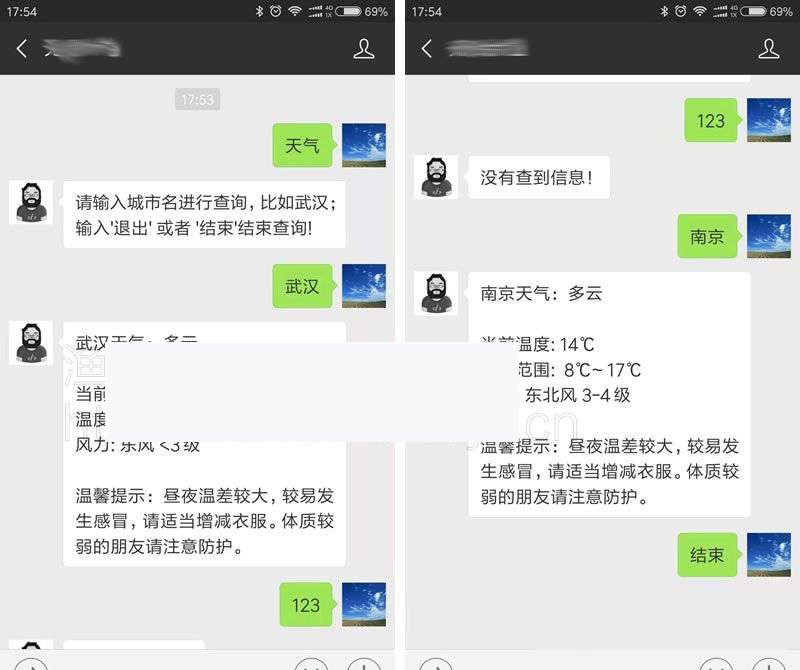 17:54
4G
1X
69%
17:53
天气
请输入城市名进行查询，比如武汉；
输入'退出' 或者 '结束'结束查询!
武汉
武汉天气：多云
当前
温度
风力: 东风 <3 级
温馨提示：昼夜温差较大，较易发
生感冒，请适当增减衣服。体质较
弱的朋友请注意防护。
123
17:54
4G
1X
69%
123
没有查到信息！
南京
南京天气：多云
当前温度: 14℃
范围: 8℃~ 17℃
东北风 3-4 级
温馨提示：昼夜温差较大，较易发
生感冒，请适当增减衣服。体质较
弱的朋友请注意防护。
结束